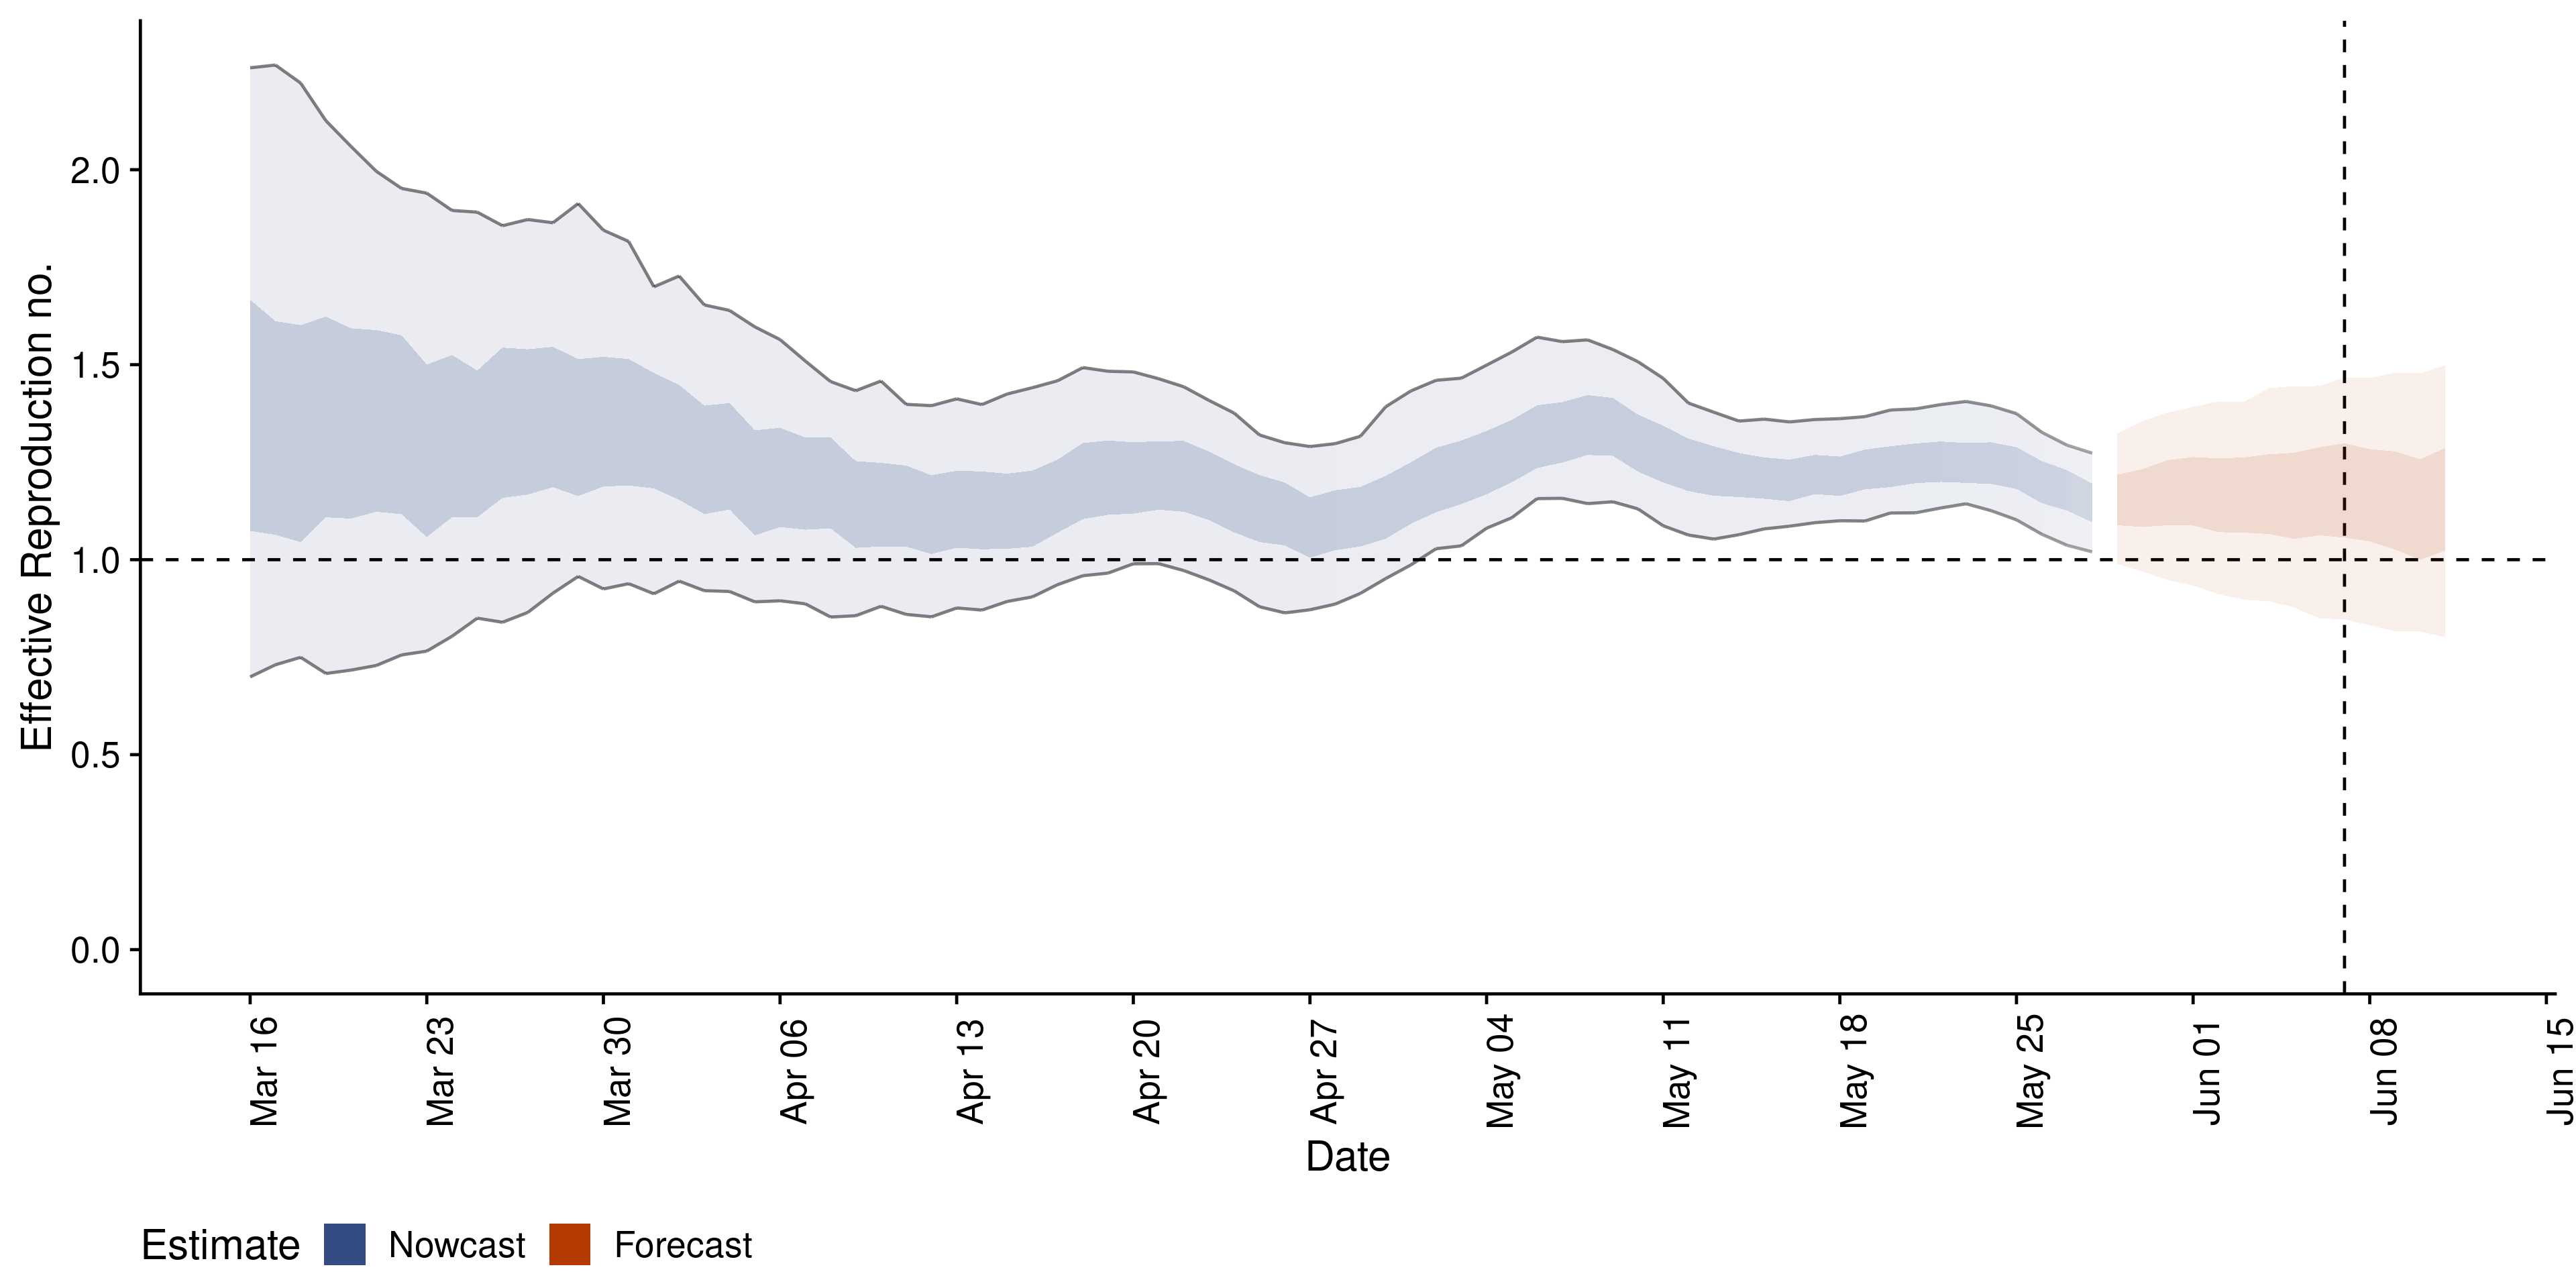 Effective Reproduction no.
2.0
1.5
1.0
0.5
0.0
Mar 16
Mar 23
Mar 30
Apr 06
Apr 13
Apr 20
Apr 27
May 04
May 11
May 18
May 25
Jun 01
Jun 08
Jun 15
Date
Estimate Nowcast Forecast